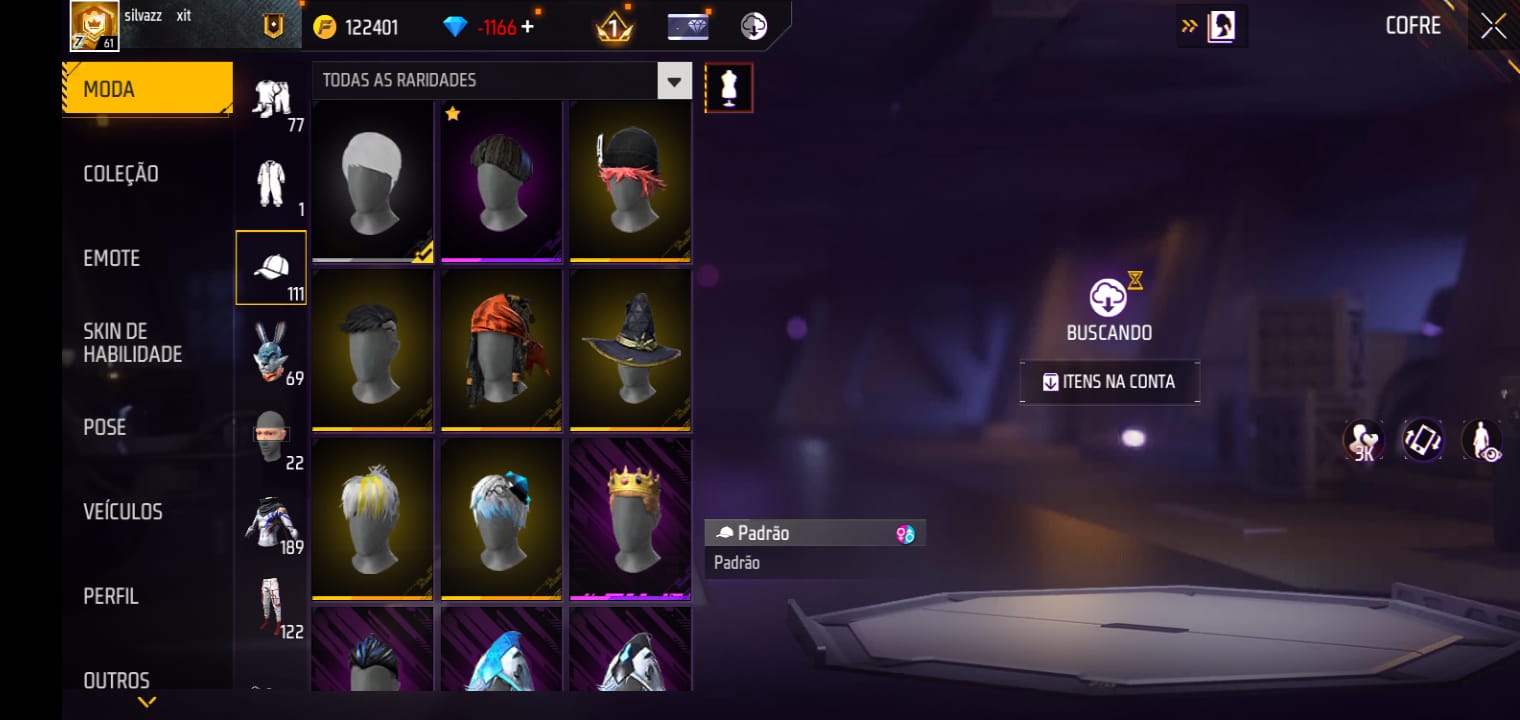 silvazz xit
Z 61
122401
-1166+
1
COFRE
MODA
COLEÇÃO
EMOTE
SKIN DE
HABILIDADE
POSE
VEÍCULOS
PERFIL
OUTROS
77
1
111
69
22
189
122
TODAS AS RARIDADES
BUSCANDO
ITENS NA CONTA
3K
Padrão
Padrão